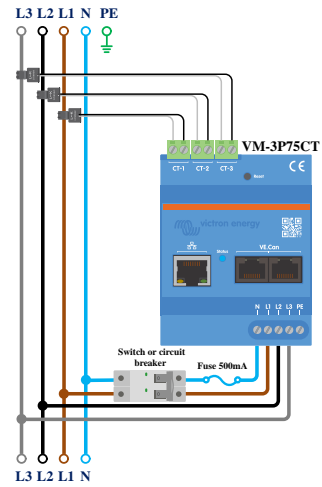 L3 L2 L1 N PE
VM-3P75CT
CT-1 CT-2 CT-3
Reset
CE
victron energy
Status
VE.Can
N L1 L2 L3 PE
Switch or circuit
breaker
Fuse 500mA
L3 L2 L1 N